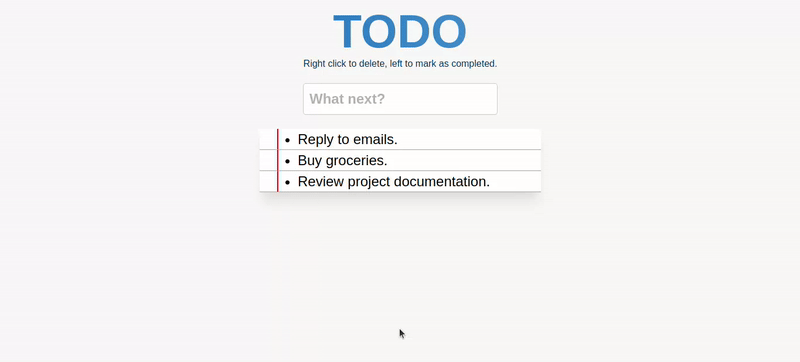 TODO
Right click to delete, left to mark as completed.
What next?
• Reply to emails.
• Buy groceries.
• Review project documentation.